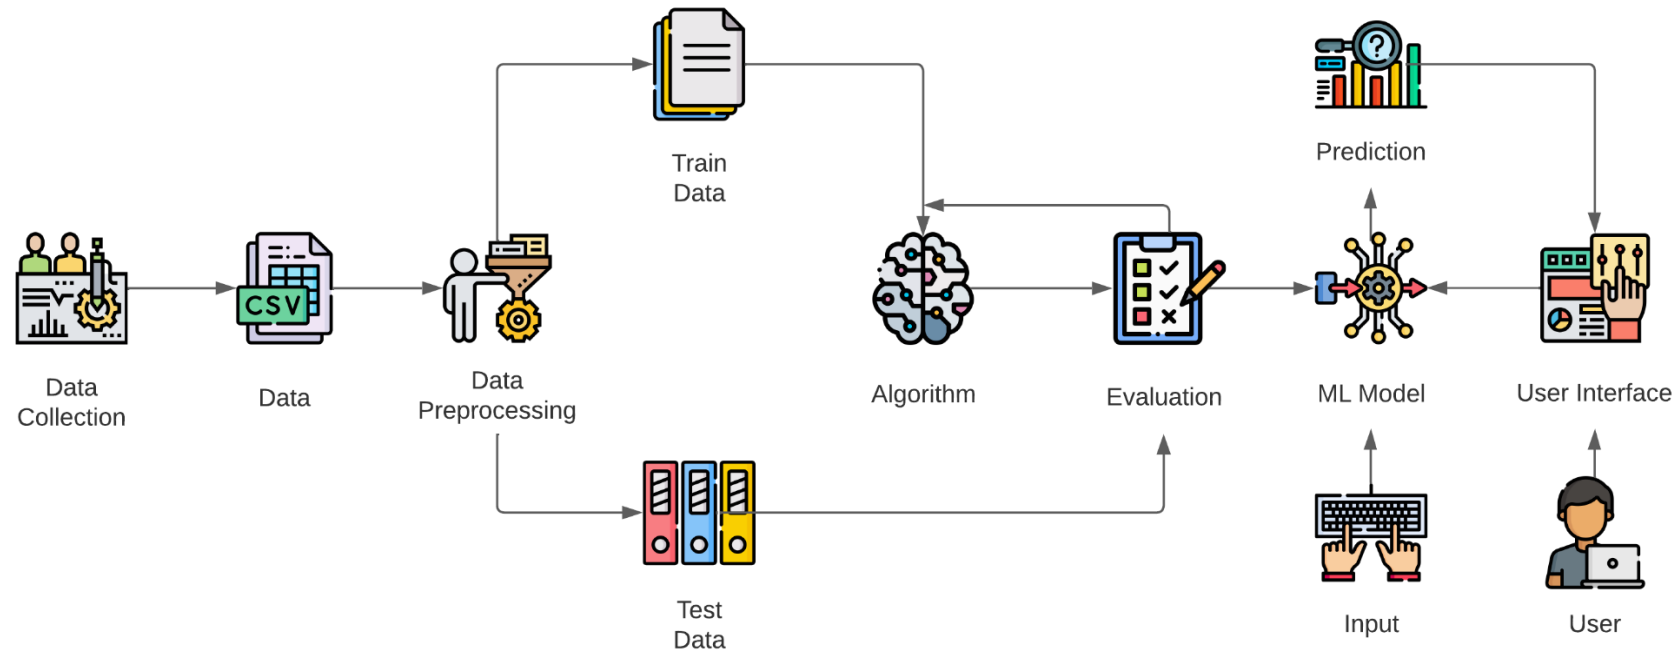 Train
Data
?
Prediction
CSV
Data
Collection
Data
Data
Preprocessing
Algorithm
Evaluation
ML Model
User Interface
Test
Data
Input
User